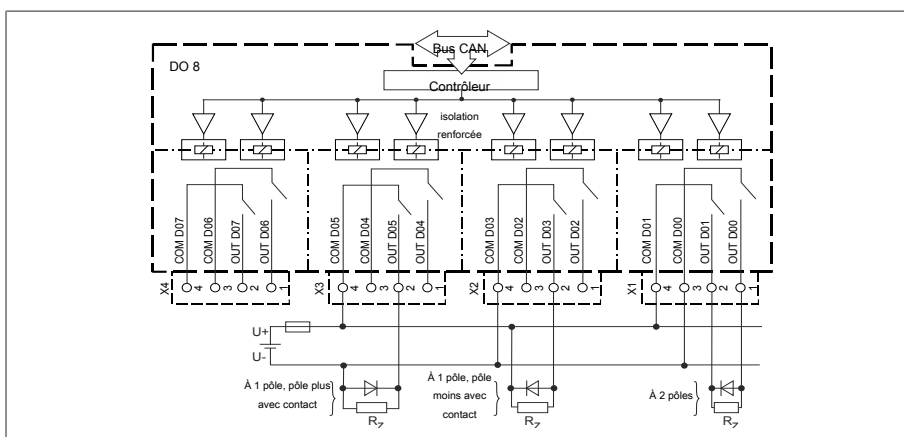 Bus CAN
DO 8
Contrôleur
isolation
renforcée
COM D07
COM D06
OUT D07
OUT D06
COM D05
COM D04
OUT D05
OUT D04
COM D03
COM D02
OUT D03
OUT D02
COM D01
COM D00
OUT D01
OUT D00
X4
4
3
2
1
X3
4
3
2
1
X2
4
3
2
1
X1
4
3
2
1
U+
U-
À 1 pôle, pôle plus
avec contact
RZ
À 1 pôle, pôle
moins avec
contact
RZ
À 2 pôles
RZ